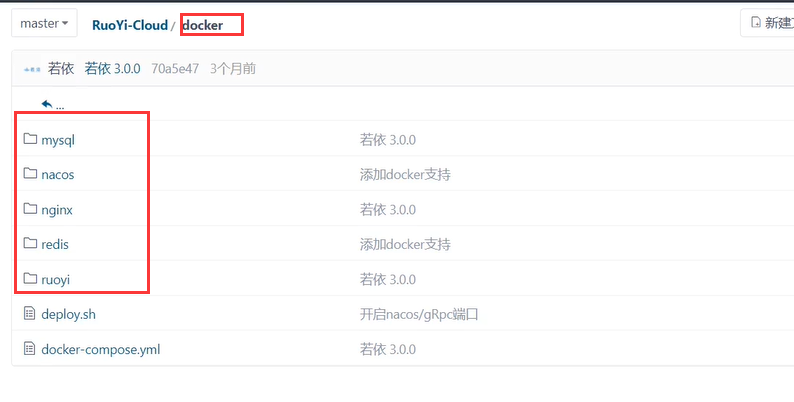 master RuoYi-Cloud / docker 新建
若依 若依 3.0.0 70a5e47 3个月前
...
mysql 若依 3.0.0
nacos 添加docker支持
nginx 若依 3.0.0
redis 添加docker支持
ruoyi 若依 3.0.0
deploy.sh 开启nacos/gRpc端口
docker-compose.yml 若依 3.0.0